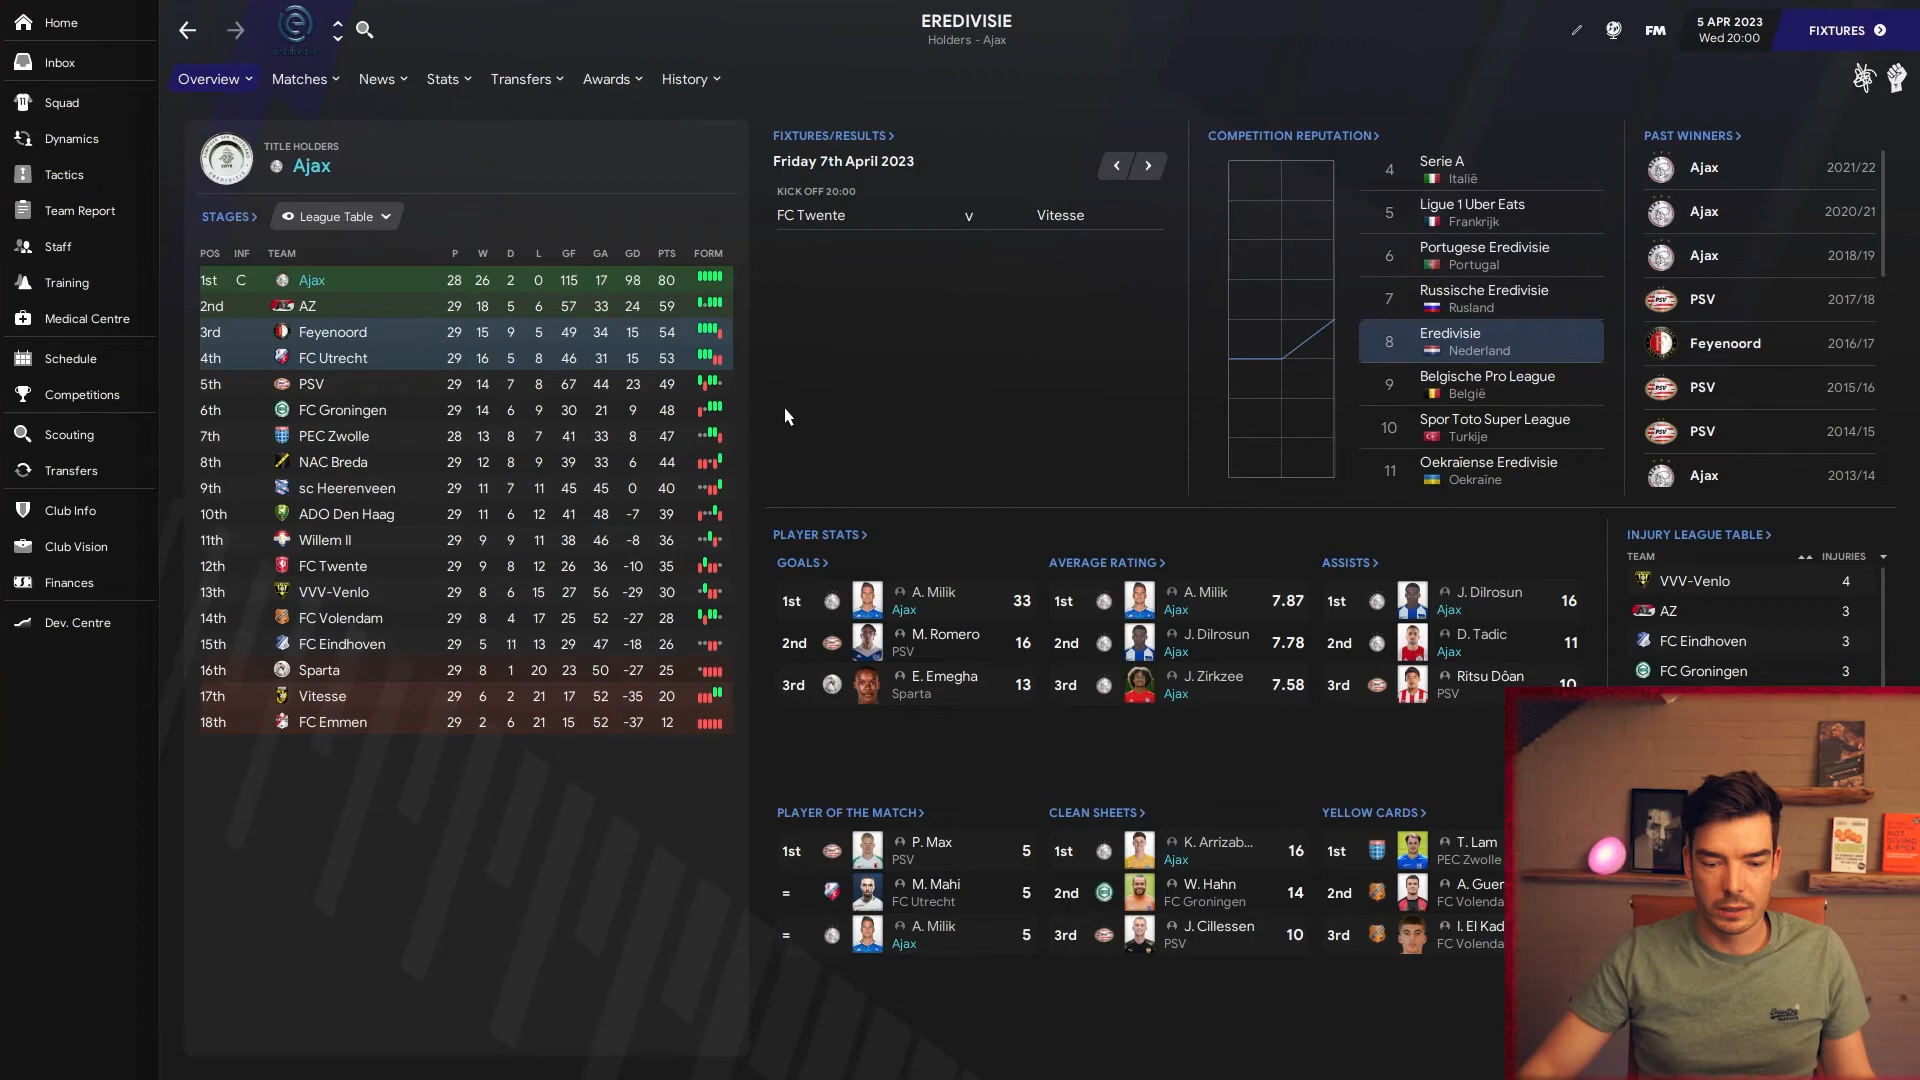 Home
Inbox
Squad
Dynamics
Tactics
Team Report
Staff
Training
Medical Centre
Schedule
Competitions
Scouting
Transfers
Club Info
Club Vision
Finances
Dev. Centre
EREDIVISIE
Holders - Ajax
FM
5 APR 2023
Wed 20:00
FIXTURES
Overview Matches News Stats Transfers Awards History
TITLE HOLDERS
Ajax
STAGES League Table
POS INF TEAM P W D L GF GA GD PTS FORM
1st C Ajax 28 26 2 0 115 17 98 80
2nd AZ 29 18 5 6 57 33 24 59
3rd Feyenoord 29 15 9 5 49 34 15 54
4th FC Utrecht 29 16 5 8 46 31 15 53
5th PSV 29 14 7 8 67 44 23 49
6th FC Groningen 29 14 6 9 30 21 9 48
7th PEC Zwolle 28 13 8 7 41 33 8 47
8th NAC Breda 29 12 8 9 39 33 6 44
9th sc Heerenveen 29 11 7 11 45 45 0 40
10th ADO Den Haag 29 11 6 12 41 48 -7 39
11th Willem II 29 9 9 11 38 46 -8 36
12th FC Twente 29 9 8 12 26 36 -10 35
13th VVV-Venlo 29 8 6 15 27 56 -29 30
14th FC Volendam 29 8 4 17 25 52 -27 28
15th FC Eindhoven 29 5 11 13 29 47 -18 26
16th Sparta 29 8 1 20 23 50 -27 25
17th Vitesse 29 6 2 21 17 52 -35 20
18th FC Emmen 29 2 6 21 15 52 -37 12
FIXTURES/RESULTS
Friday 7th April 2023
KICK OFF 20:00
FC Twente v Vitesse
COMPETITION REPUTATION
4 Serie A
Italië
5 Ligue 1 Uber Eats
Frankrijk
6 Portugese Eredivisie
Portugal
7 Russische Eredivisie
Rusland
8 Eredivisie
Nederland
9 Belgische Pro League
België
10 Spor Toto Super League
Turkije
11 Oekraïense Eredivisie
Oekraïne
PAST WINNERS
Ajax 2021/22
Ajax 2020/21
Ajax 2018/19
PSV 2017/18
Feyenoord 2016/17
PSV 2015/16
PSV 2014/15
Ajax 2013/14
PLAYER STATS
GOALS
1st A. Milik 33
Ajax
2nd M. Romero 16
PSV
3rd E. Emegha 13
Sparta
AVERAGE RATING
1st A. Milik 7.87
Ajax
2nd J. Dilrosun 7.78
Ajax
3rd J. Zirkzee 7.58
Ajax
ASSISTS
1st J. Dilrosun 16
Ajax
2nd D. Tadic 11
Ajax
3rd Ritsu Dôan 10
PSV
INJURY LEAGUE TABLE
TEAM INJURIES
VVV-Venlo 4
AZ 3
FC Eindhoven 3
FC Groningen 3
PLAYER OF THE MATCH
1st P. Max 5
PSV
= M. Mahi 5
FC Utrecht
= A. Milik 5
Ajax
CLEAN SHEETS
1st K. Arrizab... 16
Ajax
2nd W. Hahn 14
FC Groningen
3rd J. Cillessen 10
PSV
YELLOW CARDS
1st T. Lam
PEC Zwolle
2nd A. Guer
FC Volenda
3rd I. El Kad
FC Volenda